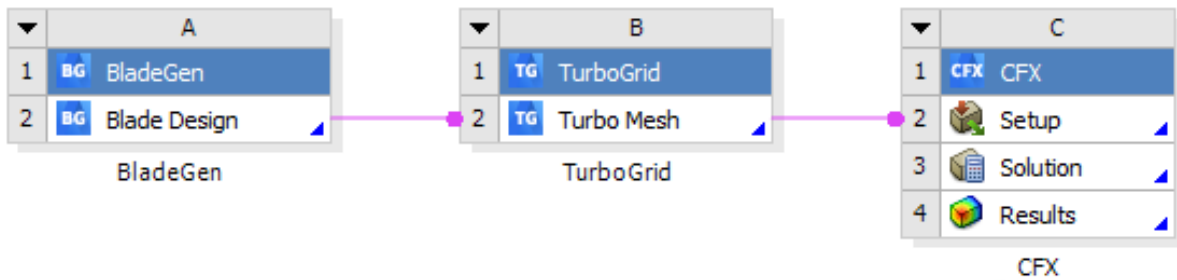 A
1 BG BladeGen
2 BG Blade Design
BladeGen
B
1 TG TurboGrid
2 TG Turbo Mesh
TurboGrid
C
1 CFX CFX
2 Setup
3 Solution
4 Results
CFX